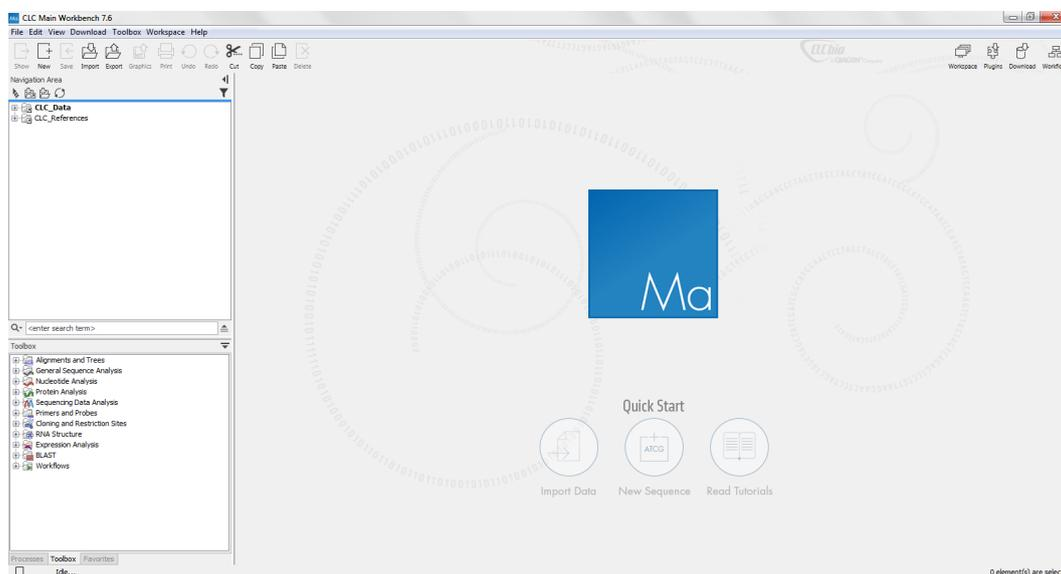 CLC Main Workbench 7.6
File Edit View Download Toolbox Workspace Help
Show New Save Import Export Graphics Print Undo Redo Cut Copy Paste Delete
CLC bio
A QIAGEN Company
Workspace Plugins Download
Navigation Area
CLC_Data
CLC_References
<enter search term>
Toolbox
Alignments and Trees
General Sequence Analysis
Nucleotide Analysis
Protein Analysis
Sequencing Data Analysis
Primers and Probes
Cloning and Restriction Sites
RNA Structure
Expression Analysis
BLAST
Workflows
Ma
Quick Start
ATCG
Import Data New Sequence Read Tutorials
Processes Toolbox Favorites
Idle...
0 element(s) are selec